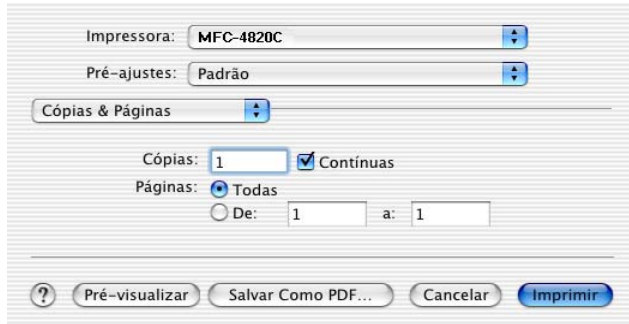 Impressora: MFC-4820C
Pré-ajustes: Padrão
Cópias & Páginas
Cópias: 1 Contínuas
Páginas: Todas
De: 1 a: 1
? Pré-visualizar Salvar Como PDF... Cancelar Imprimir